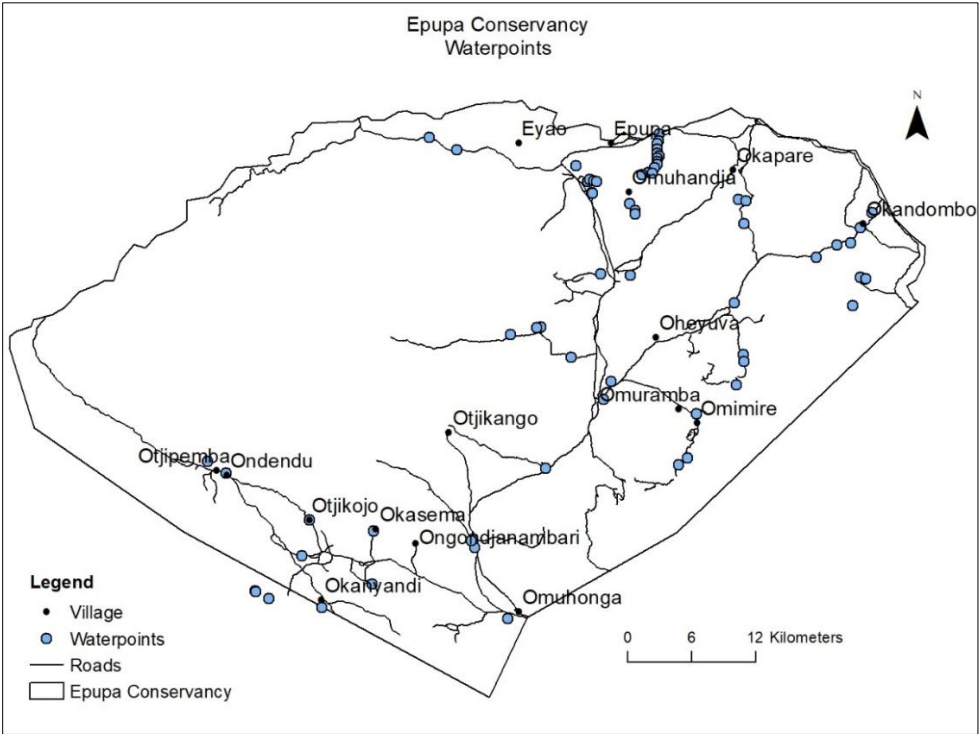 Epupa Conservancy
Waterpoints
N
Eyao
Epupa
Okapare
Omuhandja
Okandombo
Oheyuva
Omuramba
Omimire
Otjikango
Otjipemba
Ondendu
Otjikojo
Okasema
Ongondjanambari
Okanyandi
Omuhonga
Legend
Village
Waterpoints
Roads
Epupa Conservancy
0 6 12 Kilometers